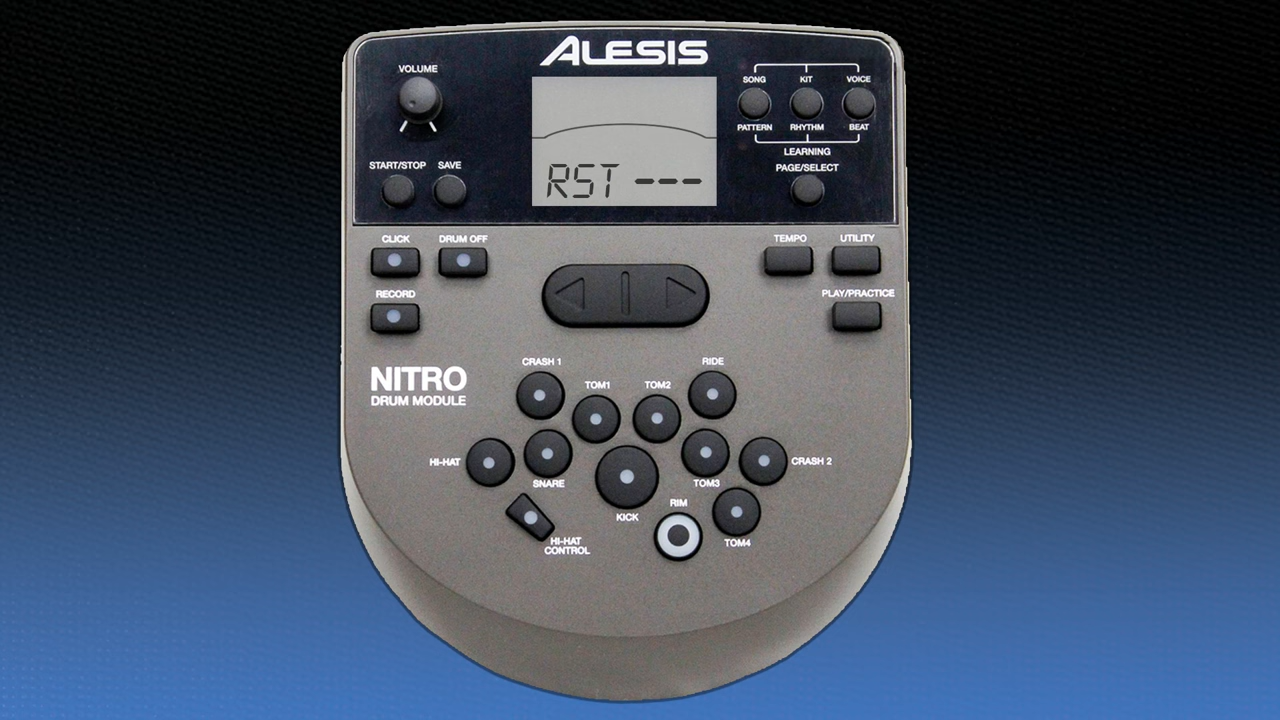 ALESIS
VOLUME
SONG KIT VOICE
PATTERN RHYTHM BEAT
LEARNING
START/STOP SAVE
PAGE/SELECT
RST ---
CLICK DRUM OFF
TEMPO UTILITY
RECORD
PLAY/PRACTICE
NITRO
DRUM MODULE
CRASH 1
RIDE
TOM1 TOM2
HI-HAT
CRASH 2
SNARE
TOM3
RIM
KICK
HI-HAT
CONTROL
TOM4